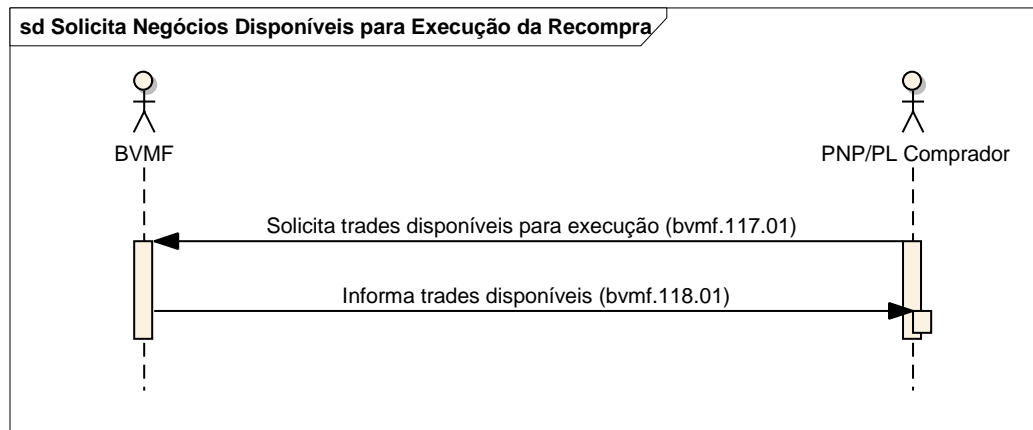 sd Solicita Negócios Disponíveis para Execução da Recompra
BVMF
PNP/PL Comprador
Solicita trades disponíveis para execução (bvmf.117.01)
Informa trades disponíveis (bvmf.118.01)